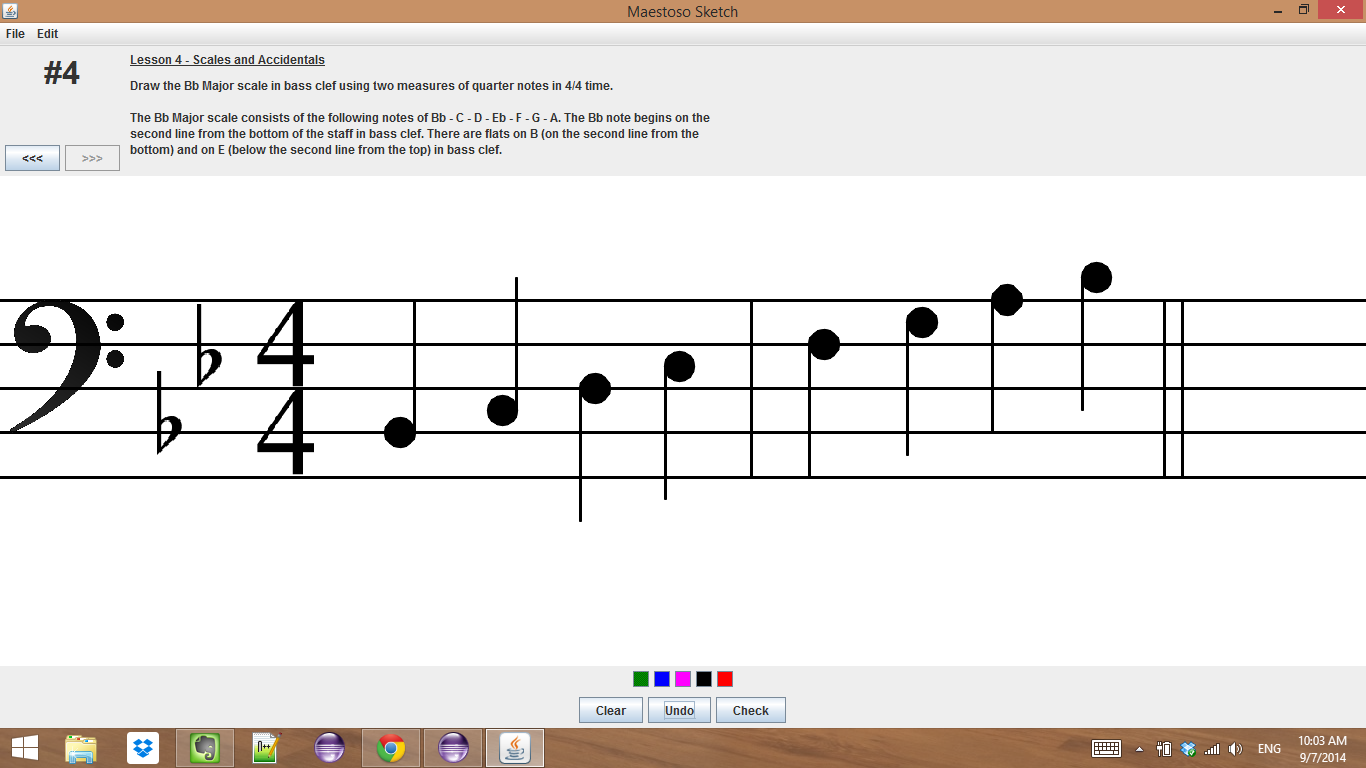 Maestoso Sketch
File Edit
#4
Lesson 4 - Scales and Accidentals
Draw the Bb Major scale in bass clef using two measures of quarter notes in 4/4 time.
The Bb Major scale consists of the following notes of Bb - C - D - Eb - F - G - A. The Bb note begins on the
second line from the bottom of the staff in bass clef. There are flats on B (on the second line from the
bottom) and on E (below the second line from the top) in bass clef.
<<< >>>
4
4
Clear Undo Check
ENG
10:03 AM
9/7/2014